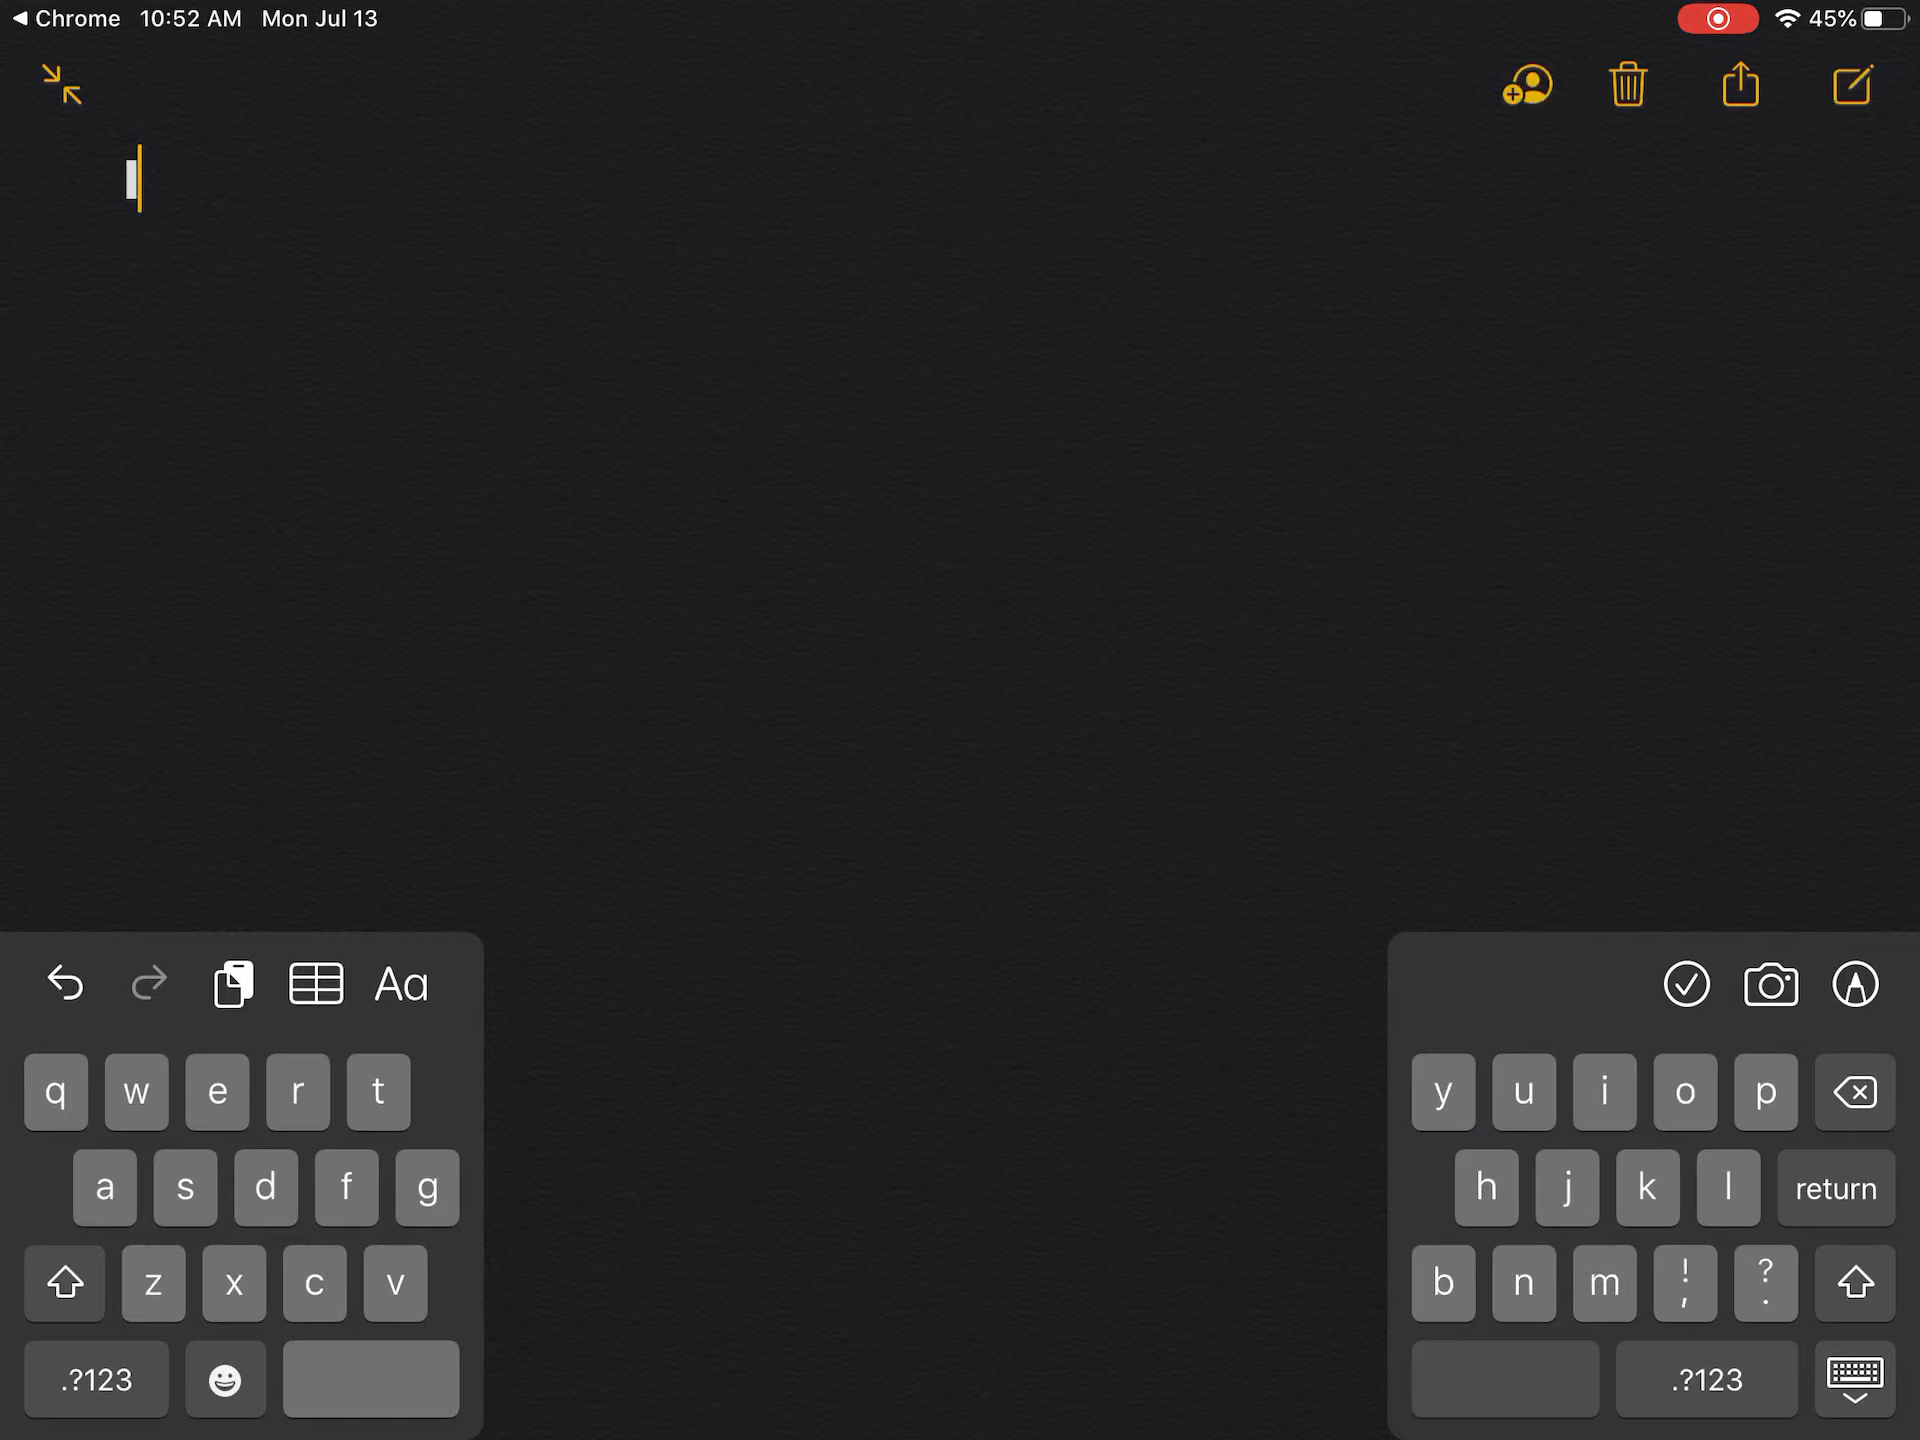 Chrome 10:52 AM Mon Jul 13 45%
I
Aa
q w e r t y u i o p
a s d f g h j k l return
z x c v b n m ! , ? .
.?123 .?123